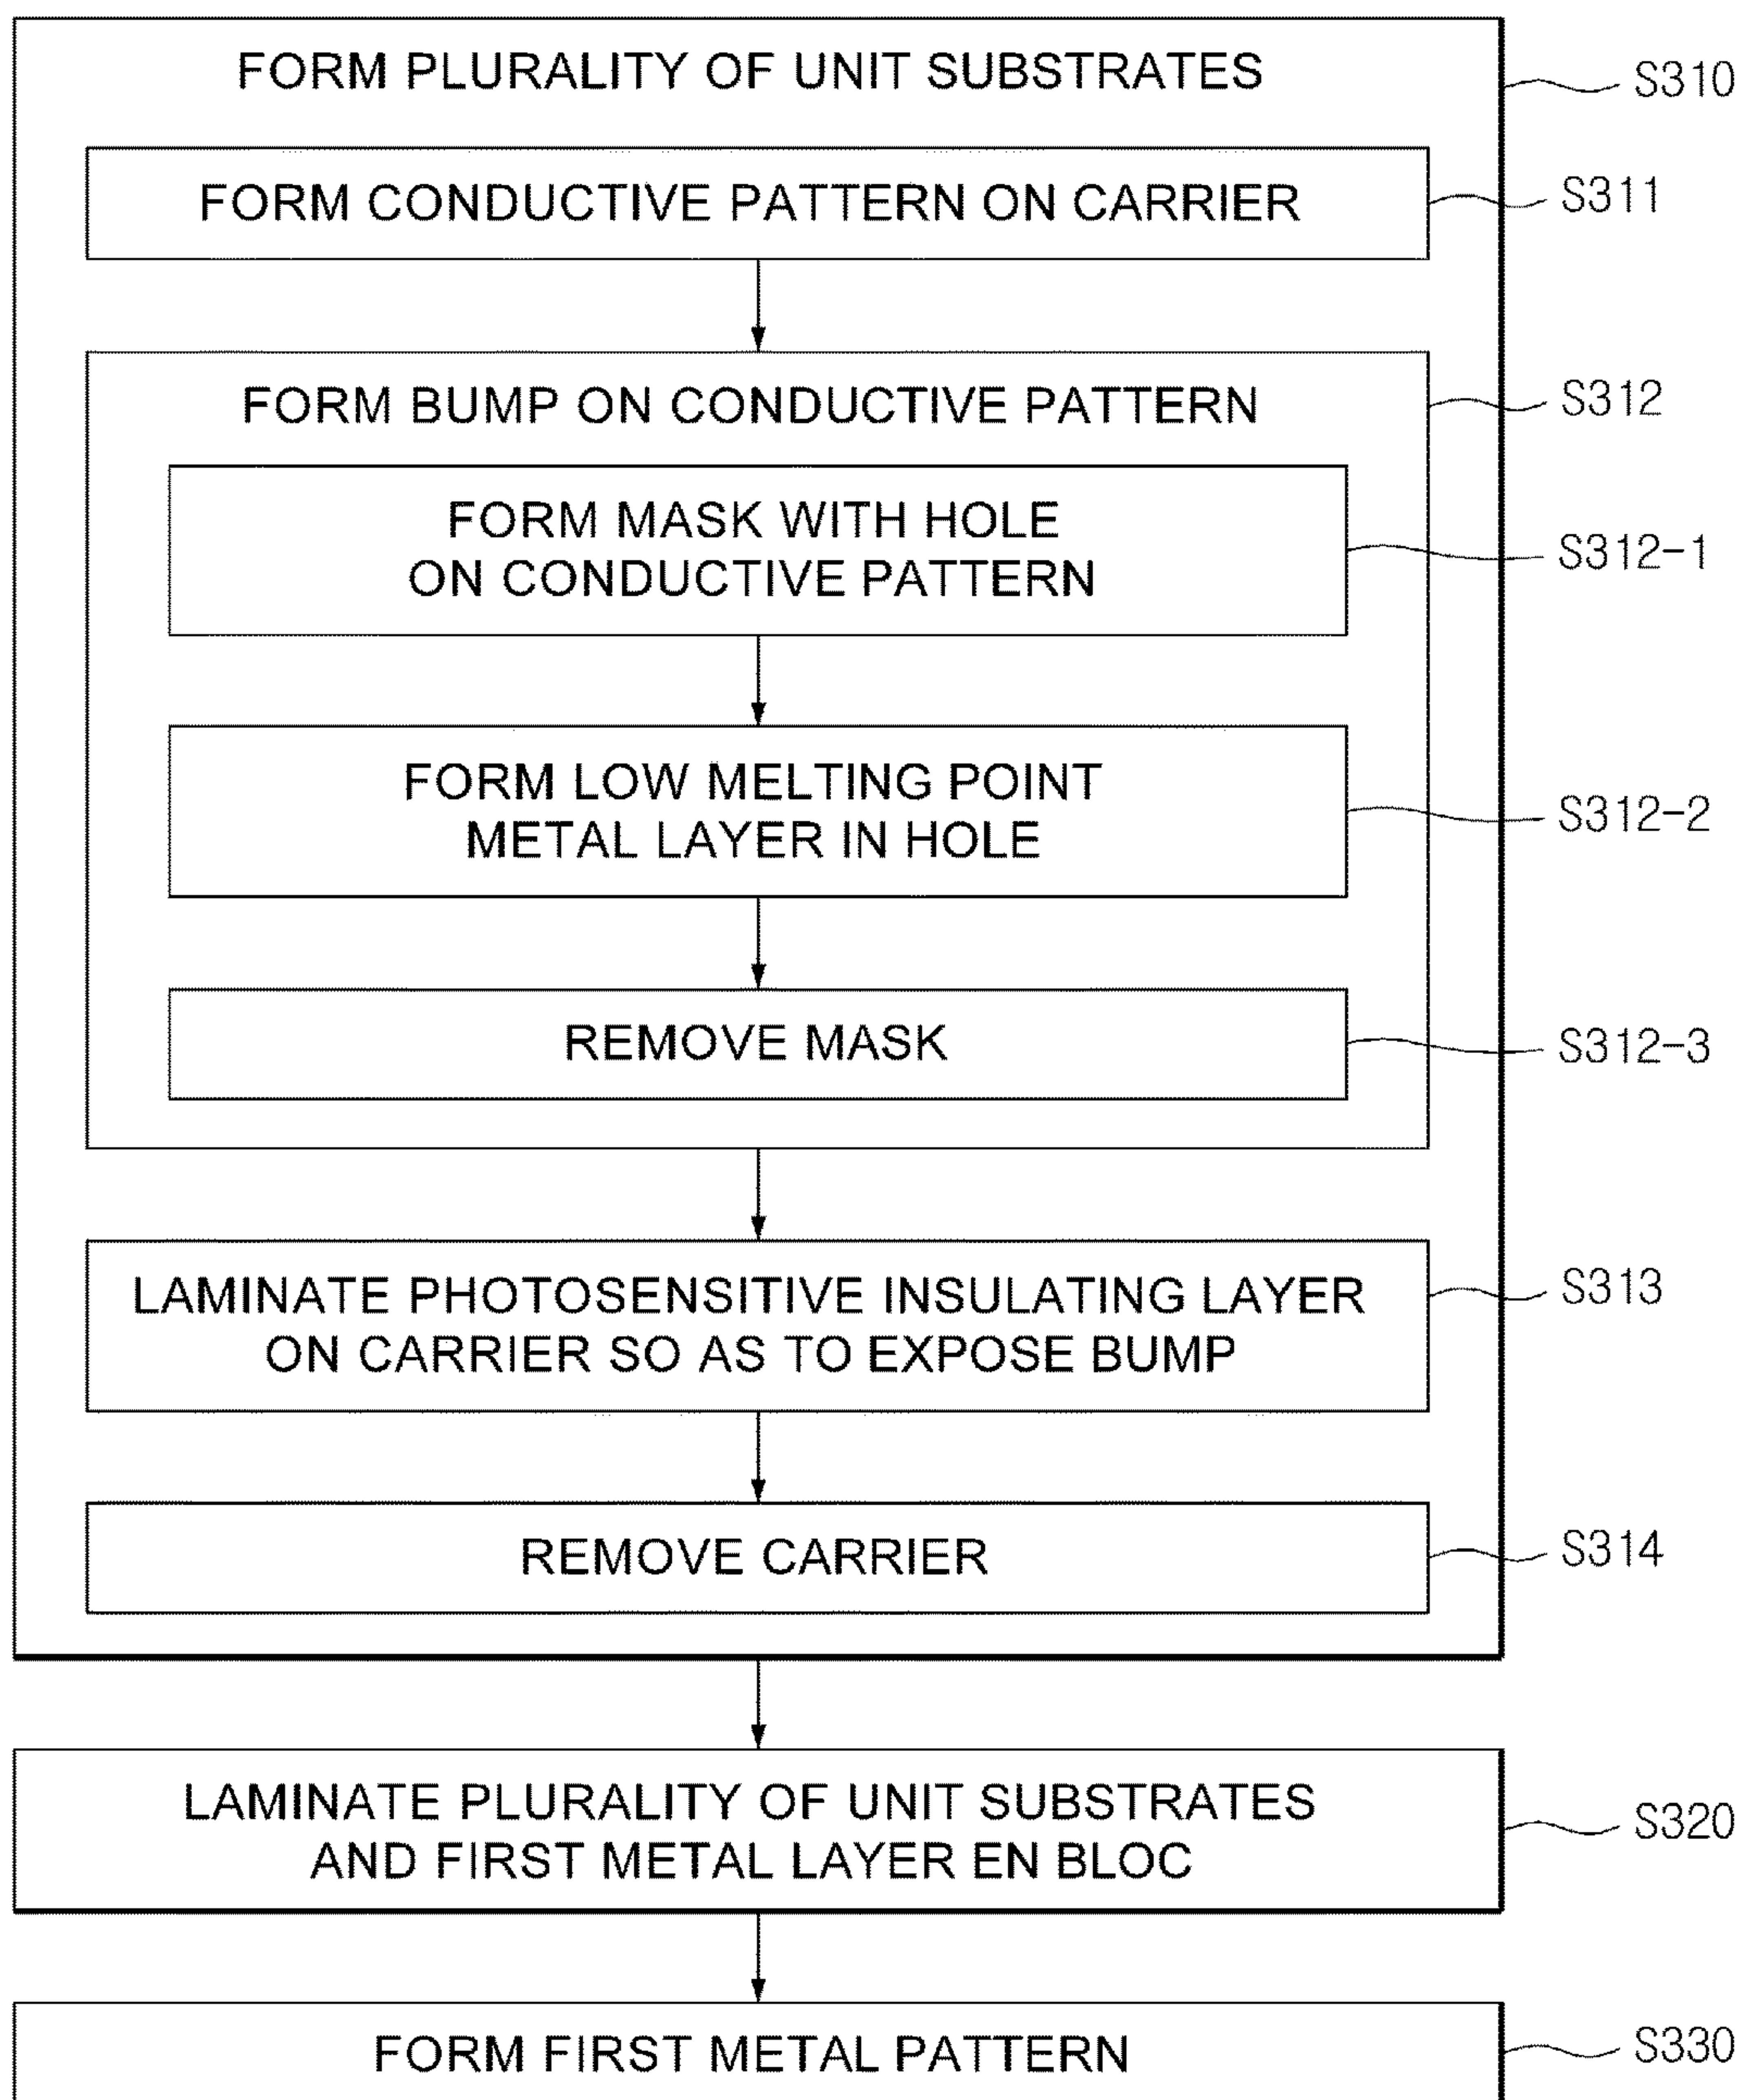 FORM PLURALITY OF UNIT SUBSTRATES
S310
FORM CONDUCTIVE PATTERN ON CARRIER
S311
FORM BUMP ON CONDUCTIVE PATTERN
S312
FORM MASK WITH HOLE
ON CONDUCTIVE PATTERN
S312-1
FORM LOW MELTING POINT
METAL LAYER IN HOLE
S312-2
REMOVE MASK
S312-3
LAMINATE PHOTOSENSITIVE INSULATING LAYER
ON CARRIER SO AS TO EXPOSE BUMP
S313
REMOVE CARRIER
S314
LAMINATE PLURALITY OF UNIT SUBSTRATES
AND FIRST METAL LAYER EN BLOC
S320
FORM FIRST METAL PATTERN
S330